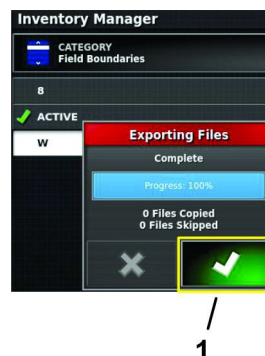 Inventory Manager
CATEGORY
Field Boundaries
8
ACTIVE
W
Exporting Files
Complete
Progress: 100%
0 Files Copied
0 Files Skipped
1